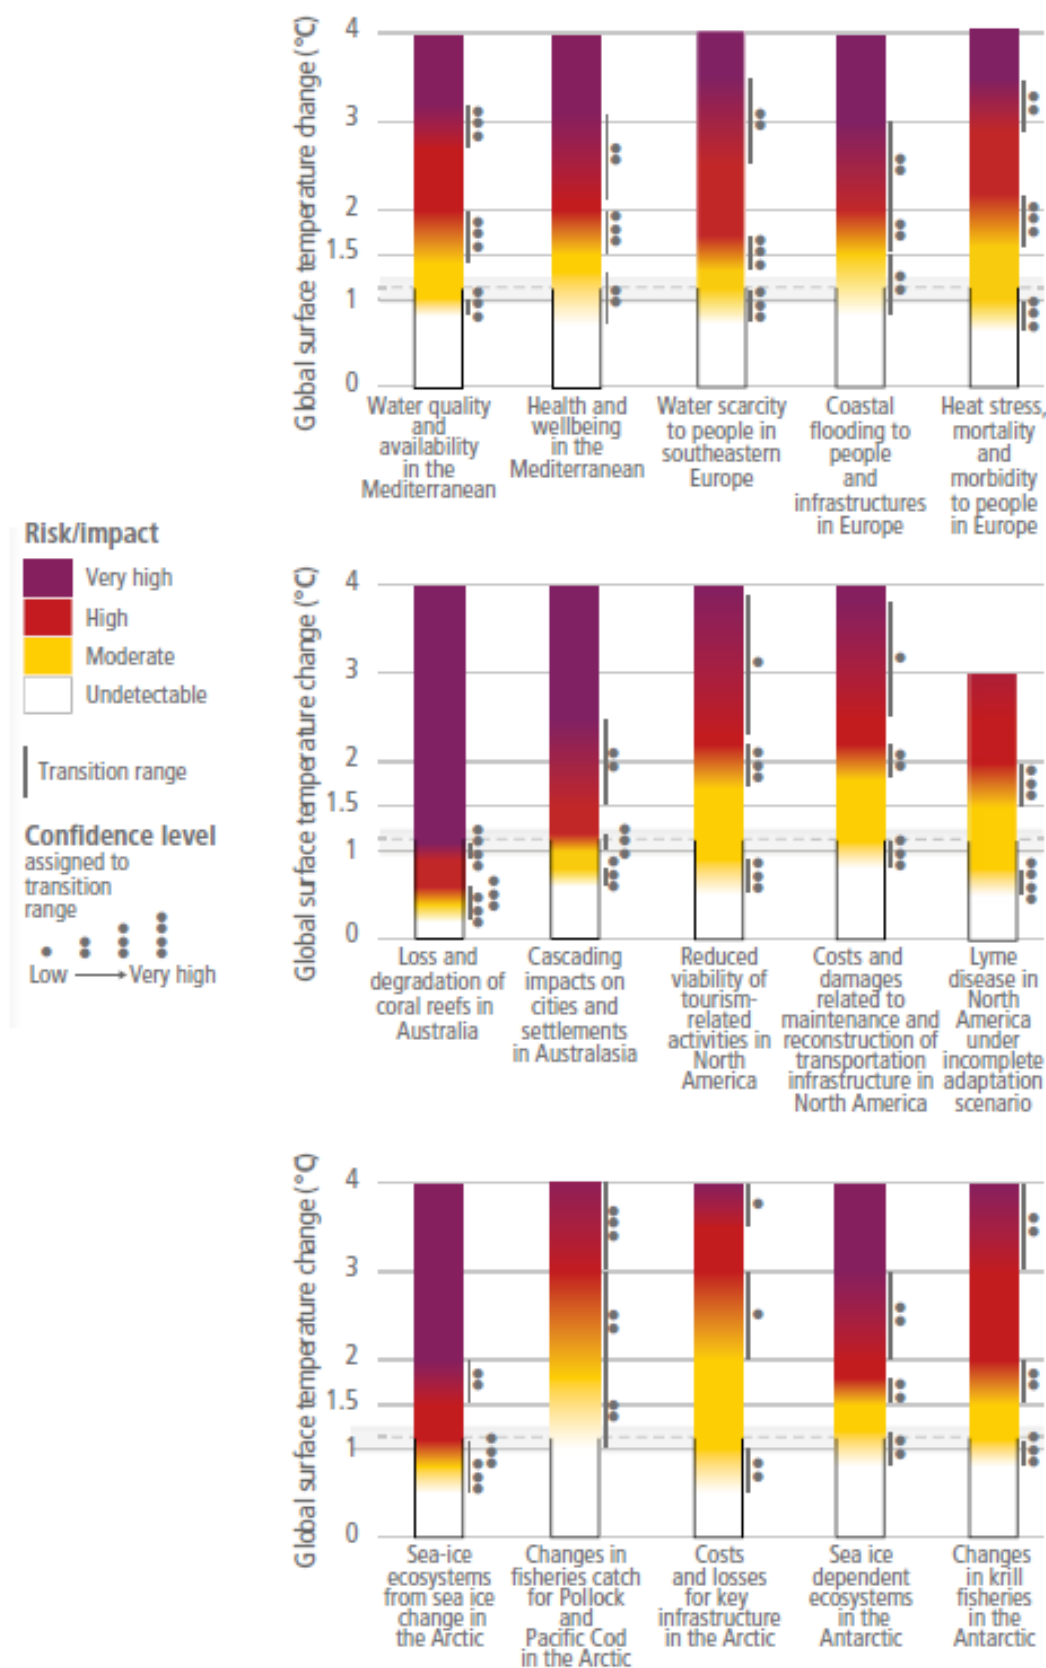 Global surface temperature change (°C)
4
3
2
1.5
1
0
Water quality
and
availability
in the
Mediterranean
Health and
wellbeing
in the
Mediterranean
Water scarcity
to people in
southeastern
Europe
Coastal
flooding to
people
and
infrastructures
in Europe
Heat stress,
mortality
and
morbidity
to people
in Europe
Risk/impact
Very high
High
Moderate
Undetectable
Transition range
Confidence level
assigned to
transition
range
Low
Very high
Global surface temperature change (°C)
4
3
2
1.5
1
0
Loss and
degradation of
coral reefs in
Australia
Cascading
impacts on
cities and
settlements
in Australasia
Reduced
viability of
tourism-
related
activities in
North
America
Costs and
damages
related to
maintenance and
reconstruction of
transportation
infrastructure in
North America
Lyme
disease in
North
America
under
incomplete
adaptation
scenario
Global surface temperature change (°C)
4
3
2
1.5
1
0
Sea-ice
ecosystems
from sea ice
change in
the Arctic
Changes in
fisheries catch
for Pollock
and
Pacific Cod
in the Arctic
Costs
and losses
for key
infrastructure
in the Arctic
Sea ice
dependent
ecosystems
in the
Antarctic
Changes
in krill
fisheries
in the
Antarctic